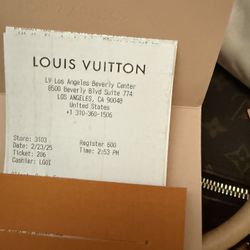 LOUIS VUITTON
LV Los Angeles Beverly Center
8500 Beverly Blvd Suite 774
LOS ANGELES, CA 90048
United States
+1 310-360-1506
Store: 3103 Register 600
Date: 2/23/25 Time: 2:53 PM
Ticket: 206
Cashier: LG0I